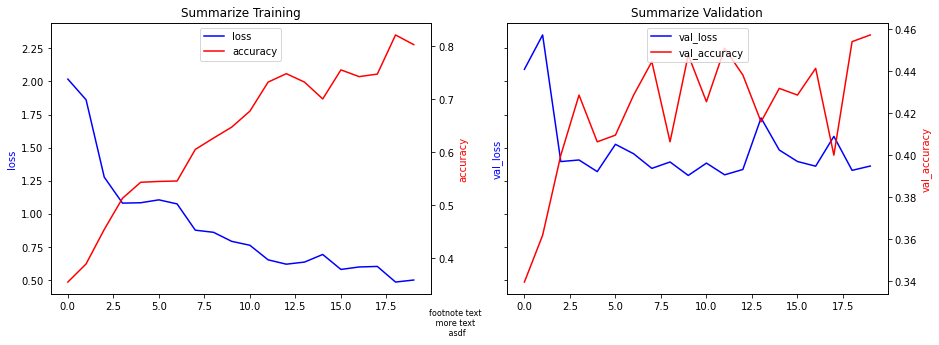 Summarize Training
loss
accuracy
2.25
2.00
1.75
1.50
1.25
1.00
0.75
0.50
loss
0.8
0.7
0.6
0.5
0.4
accuracy
0.0 2.5 5.0 7.5 10.0 12.5 15.0 17.5
footnote text
more text
asdf
Summarize Validation
val_loss
val_accuracy
val_loss
0.46
0.44
0.42
0.40
0.38
0.36
0.34
val_accuracy
0.0 2.5 5.0 7.5 10.0 12.5 15.0 17.5